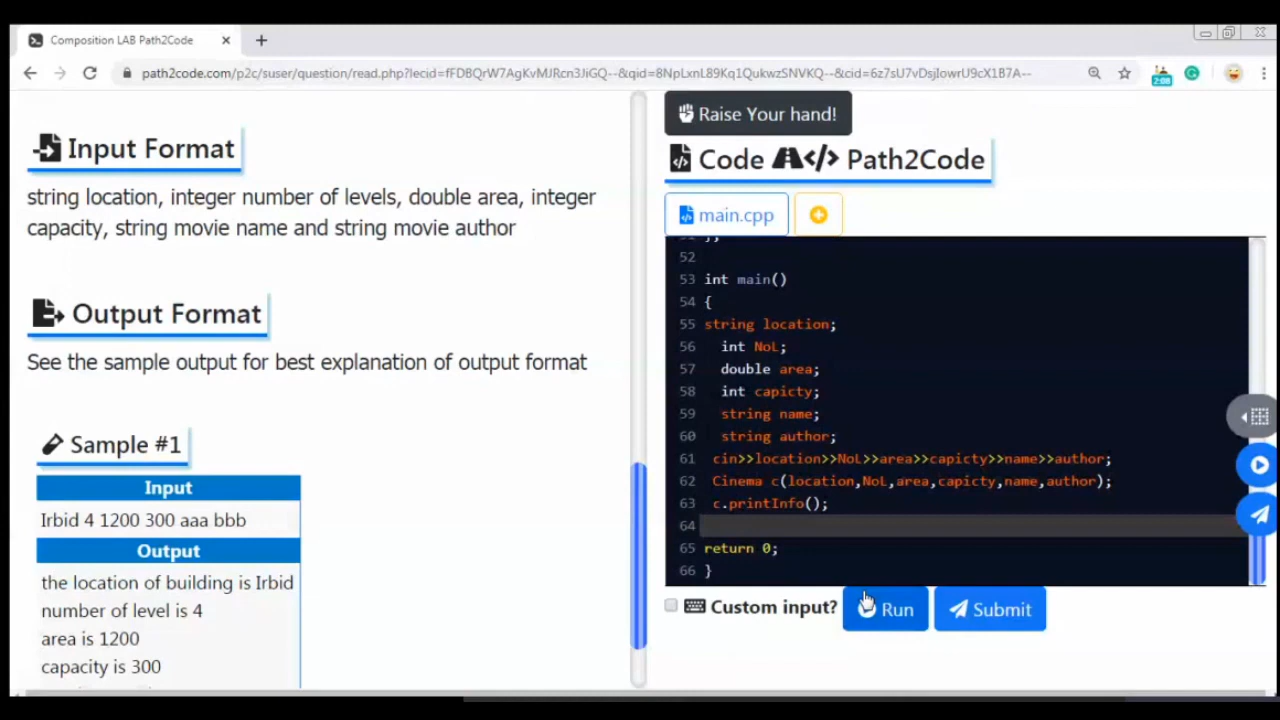 Composition LAB Path2Code
path2code.com/p2c/suser/question/read.php?lecid=fFDBQrW7AgKvMJRcn3JiGQ--&qid=8NpLxnL89Kq1QukwzSNVKQ--&cid=6z7sU7vDsjIowrU9cX1B7A--
2:08
Input Format
string location, integer number of levels, double area, integer
capacity, string movie name and string movie author
Output Format
See the sample output for best explanation of output format
Sample #1
Input
Irbid 4 1200 300 aaa bbb
Output
the location of building is Irbid
number of level is 4
area is 1200
capacity is 300
Raise Your hand!
Code Path2Code
main.cpp
51 };
52
53 int main()
54 {
55 string location;
56 int NoL;
57 double area;
58 int capicty;
59 string name;
60 string author;
61 cin>>location>>NoL>>area>>capicty>>name>>author;
62 Cinema c(location,NoL,area,capicty,name,author);
63 c.printInfo();
64
65 return 0;
66 }
Custom input?
Run
Submit